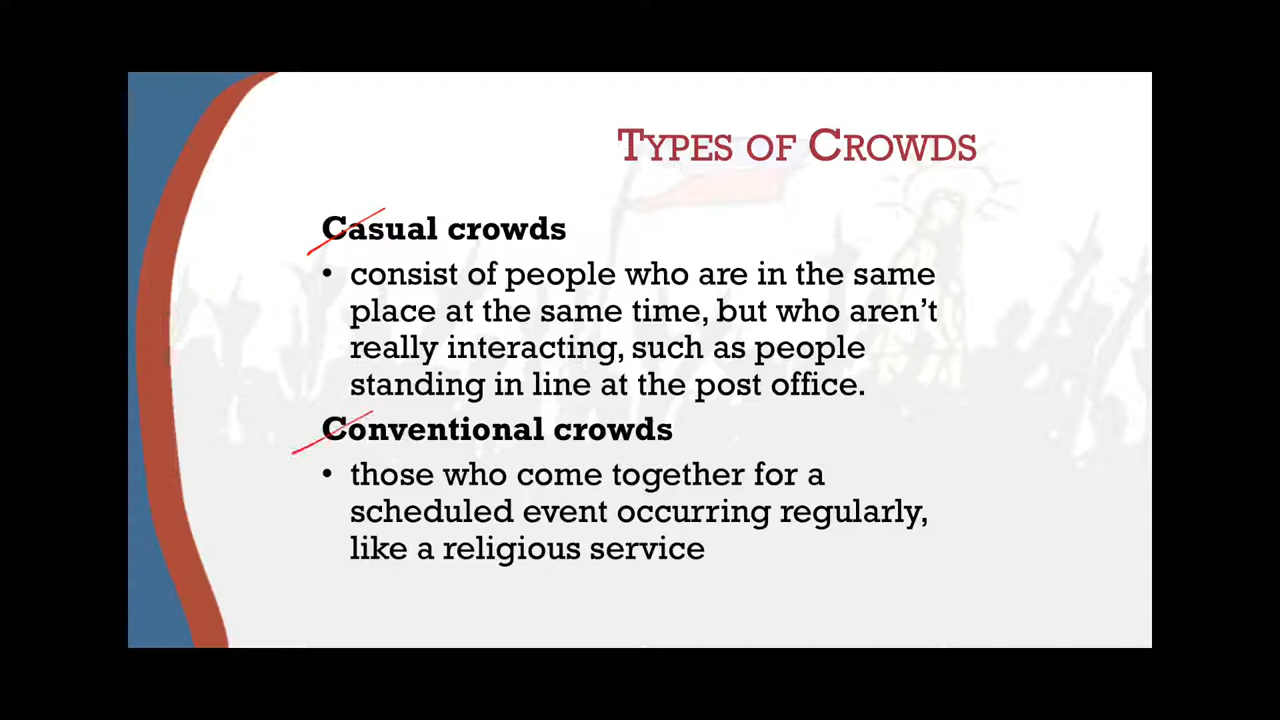 TYPES OF CROWDS
Casual crowds
• consist of people who are in the same
place at the same time, but who aren’t
really interacting, such as people
standing in line at the post office.
Conventional crowds
• those who come together for a
scheduled event occurring regularly,
like a religious service